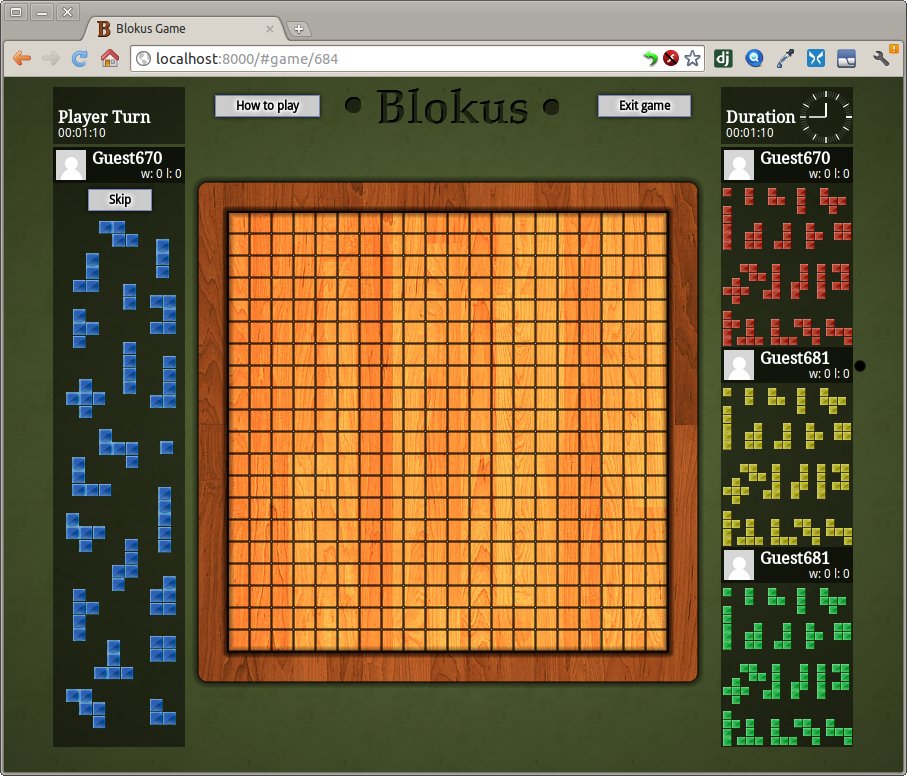 Blokus Game
localhost:8000/#game/684
dj
Player Turn
00:01:10
How to play
Blokus
Exit game
Duration
00:01:10
Guest670
w: 0 l: 0
Skip
Guest670
w: 0 l: 0
Guest681
w: 0 l: 0
Guest681
w: 0 l: 0